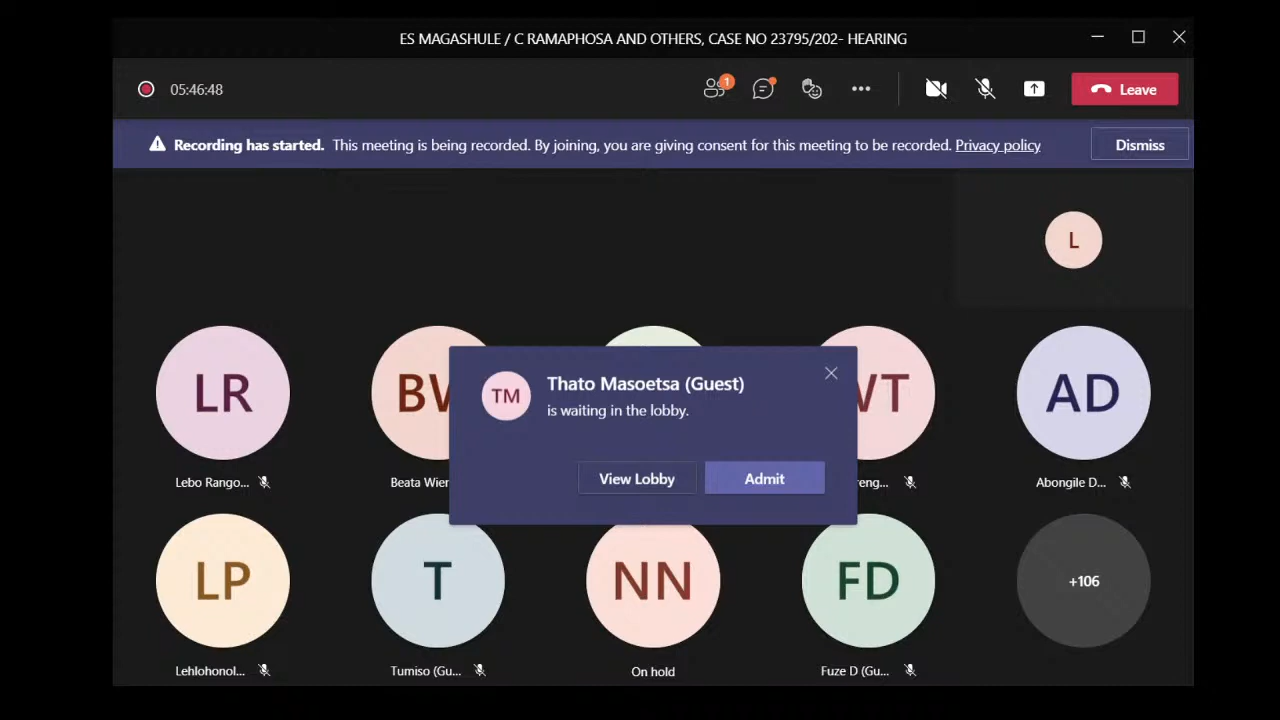 ES MAGASHULE / C RAMAPHOSA AND OTHERS, CASE NO 23795/202- HEARING
05:46:48
1
Leave
Recording has started. This meeting is being recorded. By joining, you are giving consent for this meeting to be recorded. Privacy policy
Dismiss
L
LR
AD
Thato Masoetsa (Guest)
TM
is waiting in the lobby.
View Lobby
Admit
Lebo Rango...
Beata Wier
Abongile D...
LP
T
NN
FD
+106
Lehlohonol...
Tumiso (Gu...
On hold
Fuze D (Gu...